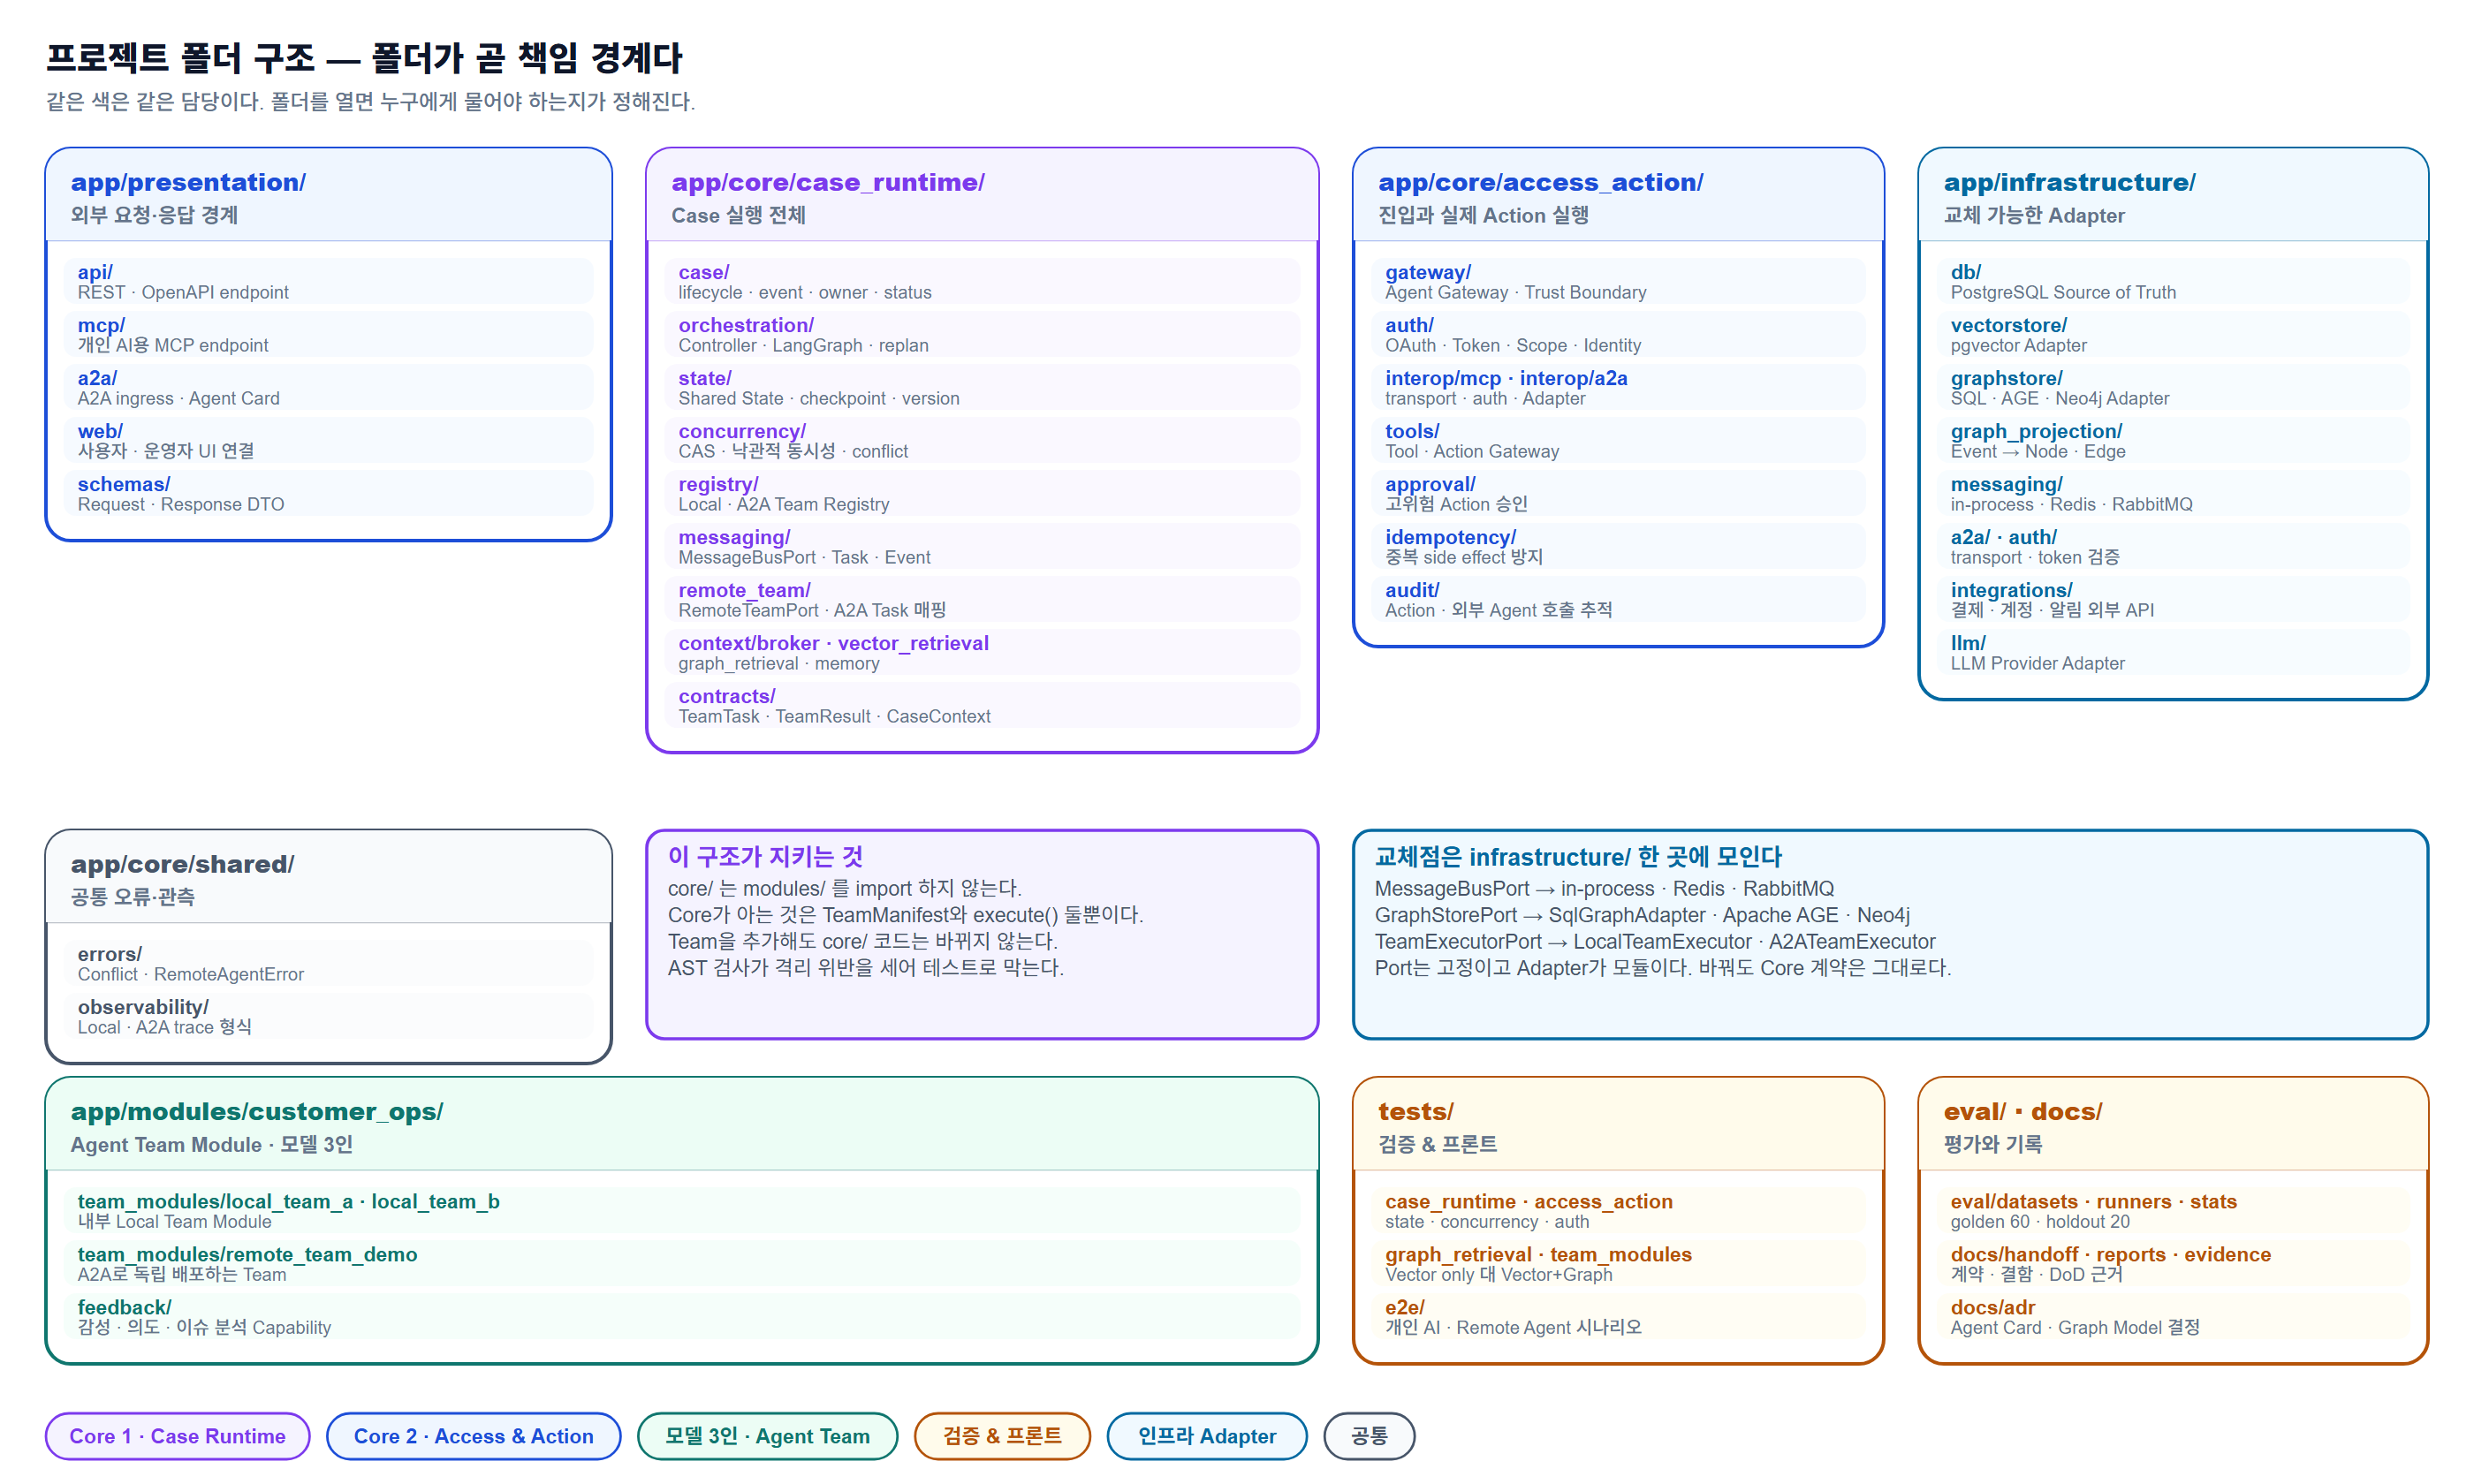 프로젝트 폴더 구조 — 폴더가 곧 책임 경계다
같은 색은 같은 담당이다. 폴더를 열면 누구에게 물어야 하는지가 정해진다.
app/presentation/
외부 요청·응답 경계
api/
REST · OpenAPI endpoint
mcp/
개인 AI용 MCP endpoint
a2a/
A2A ingress · Agent Card
web/
사용자 · 운영자 UI 연결
schemas/
Request · Response DTO
app/core/case_runtime/
Case 실행 전체
case/
lifecycle · event · owner · status
orchestration/
Controller · LangGraph · replan
state/
Shared State · checkpoint · version
concurrency/
CAS · 낙관적 동시성 · conflict
registry/
Local · A2A Team Registry
messaging/
MessageBusPort · Task · Event
remote_team/
RemoteTeamPort · A2A Task 매핑
context/broker · vector_retrieval
graph_retrieval · memory
contracts/
TeamTask · TeamResult · CaseContext
app/core/access_action/
진입과 실제 Action 실행
gateway/
Agent Gateway · Trust Boundary
auth/
OAuth · Token · Scope · Identity
interop/mcp · interop/a2a
transport · auth · Adapter
tools/
Tool · Action Gateway
approval/
고위험 Action 승인
idempotency/
중복 side effect 방지
audit/
Action · 외부 Agent 호출 추적
app/infrastructure/
교체 가능한 Adapter
db/
PostgreSQL Source of Truth
vectorstore/
pgvector Adapter
graphstore/
SQL · AGE · Neo4j Adapter
graph_projection/
Event → Node · Edge
messaging/
in-process · Redis · RabbitMQ
a2a/ · auth/
transport · token 검증
integrations/
결제 · 계정 · 알림 외부 API
llm/
LLM Provider Adapter
app/core/shared/
공통 오류·관측
errors/
Conflict · RemoteAgentError
observability/
Local · A2A trace 형식
이 구조가 지키는 것
core/ 는 modules/ 를 import 하지 않는다.
Core가 아는 것은 TeamManifest와 execute() 둘뿐이다.
Team을 추가해도 core/ 코드는 바뀌지 않는다.
AST 검사가 격리 위반을 세어 테스트로 막는다.
교체점은 infrastructure/ 한 곳에 모인다
MessageBusPort → in-process · Redis · RabbitMQ
GraphStorePort → SqlGraphAdapter · Apache AGE · Neo4j
TeamExecutorPort → LocalTeamExecutor · A2ATeamExecutor
Port는 고정이고 Adapter가 모듈이다. 바꿔도 Core 계약은 그대로다.
app/modules/customer_ops/
Agent Team Module · 모델 3인
team_modules/local_team_a · local_team_b
내부 Local Team Module
team_modules/remote_team_demo
A2A로 독립 배포하는 Team
feedback/
감성 · 의도 · 이슈 분석 Capability
tests/
검증 & 프론트
case_runtime · access_action
state · concurrency · auth
graph_retrieval · team_modules
Vector only 대 Vector+Graph
e2e/
개인 AI · Remote Agent 시나리오
eval/ · docs/
평가와 기록
eval/datasets · runners · stats
golden 60 · holdout 20
docs/handoff · reports · evidence
계약 · 결함 · DoD 근거
docs/adr
Agent Card · Graph Model 결정
Core 1 · Case Runtime
Core 2 · Access & Action
모델 3인 · Agent Team
검증 & 프론트
인프라 Adapter
공통